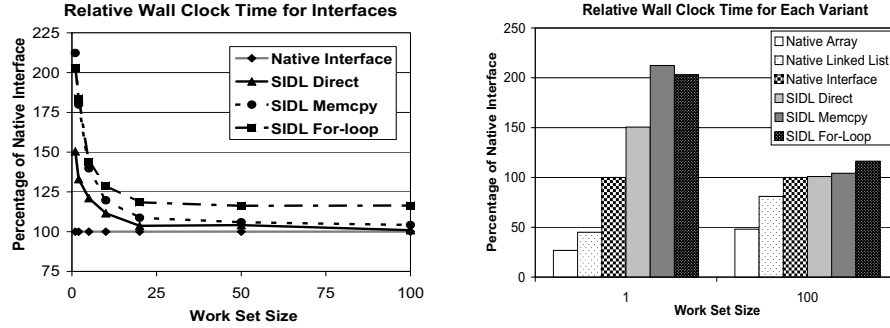 Relative Wall Clock Time for Interfaces
Percentage of Native Interface
225
200
175
150
125
100
75
0
25
50
75
100
Work Set Size
Native Interface
SIDL Direct
SIDL Memcpy
SIDL For-loop
Relative Wall Clock Time for Each Variant
Percentage of Native Interface
250
200
150
100
50
0
1
100
Work Set Size
Native Array
Native Linked List
Native Interface
SIDL Direct
SIDL Memcpy
SIDL For-Loop